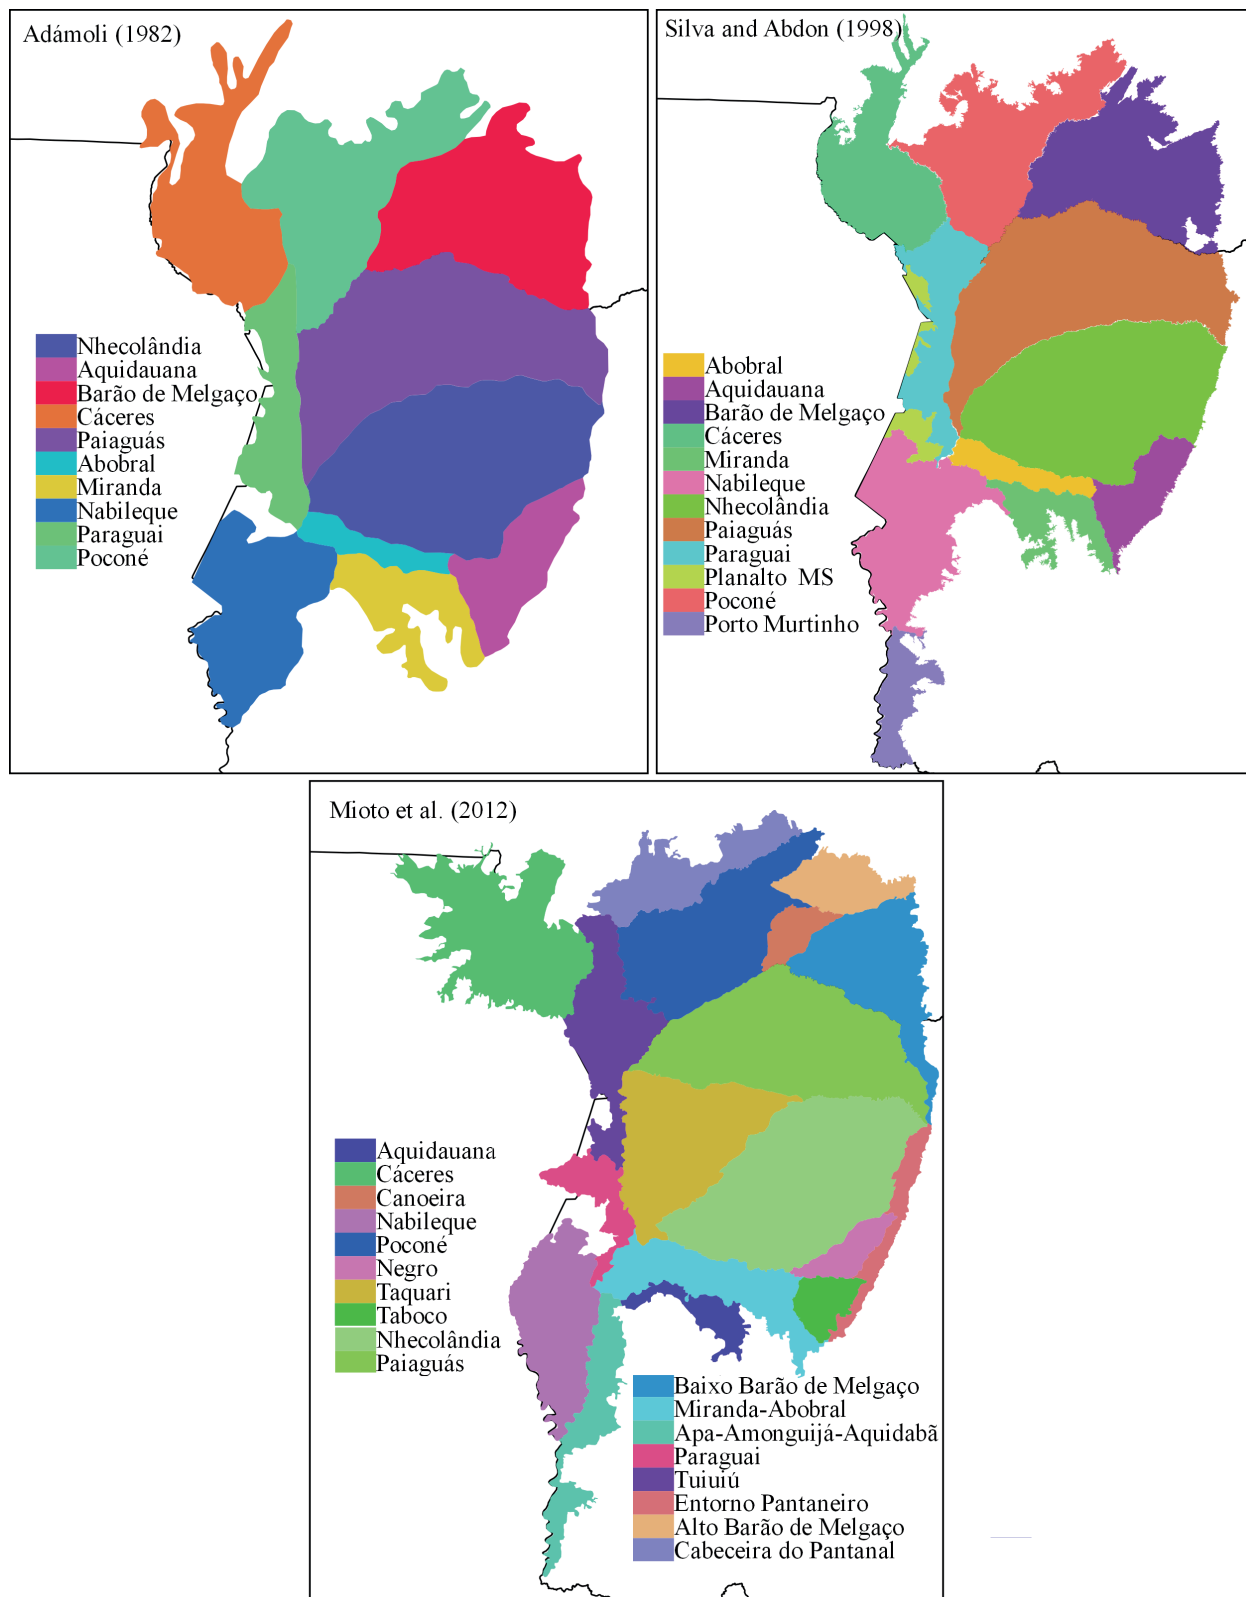 Adámoli (1982)
Nhecolândia
Aquidauana
Barão de Melgaço
Cáceres
Paiaguás
Abobral
Miranda
Nabileque
Paraguai
Poconé
Silva and Abdon (1998)
Abobral
Aquidauana
Barão de Melgaço
Cáceres
Miranda
Nabileque
Nhecolândia
Paiaguás
Paraguai
Planalto MS
Poconé
Porto Murtinho
Mioto et al. (2012)
Aquidauana
Cáceres
Canoeira
Nabileque
Poconé
Negro
Taquari
Taboco
Nhecolândia
Paiaguás
Baixo Barão de Melgaço
Miranda-Abobral
Apa-Amonguijá-Aquidabã
Paraguai
Tuiuiú
Entorno Pantaneiro
Alto Barão de Melgaço
Cabeceira do Pantanal